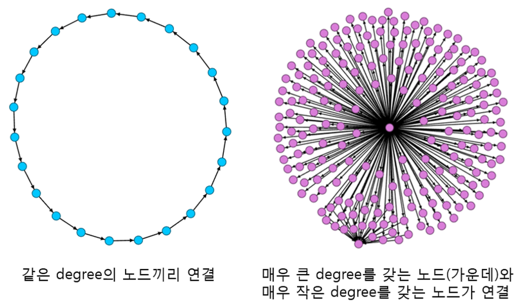 같은 degree의 노드끼리 연결
매우 큰 degree를 갖는 노드(가운데)와
매우 작은 degree를 갖는 노드가 연결